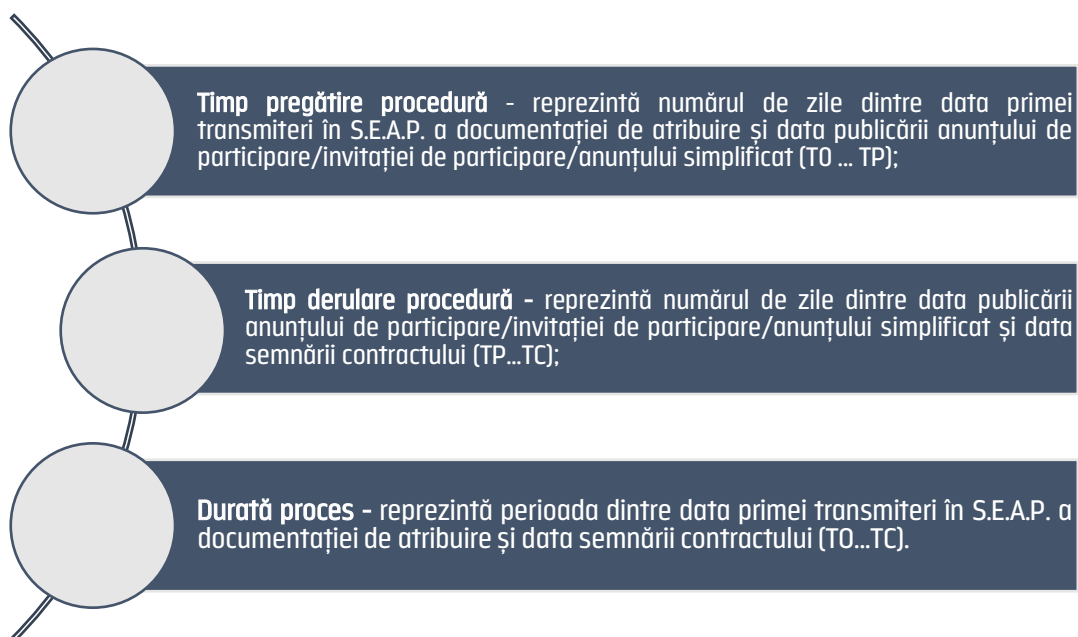 Timp pregătire procedură - reprezintă numărul de zile dintre data primei
transmiteri în S.E.A.P. a documentației de atribuire și data publicării anunțului de
participare/invitației de participare/anunțului simplificat (T0 ... TP);
Timp derulare procedură - reprezintă numărul de zile dintre data publicării
anunțului de participare/invitației de participare/anunțului simplificat și data
semnării contractului (TP...TC);
Durată proces - reprezintă perioada dintre data primei transmiteri în S.E.A.P. a
documentației de atribuire și data semnării contractului (T0...TC).